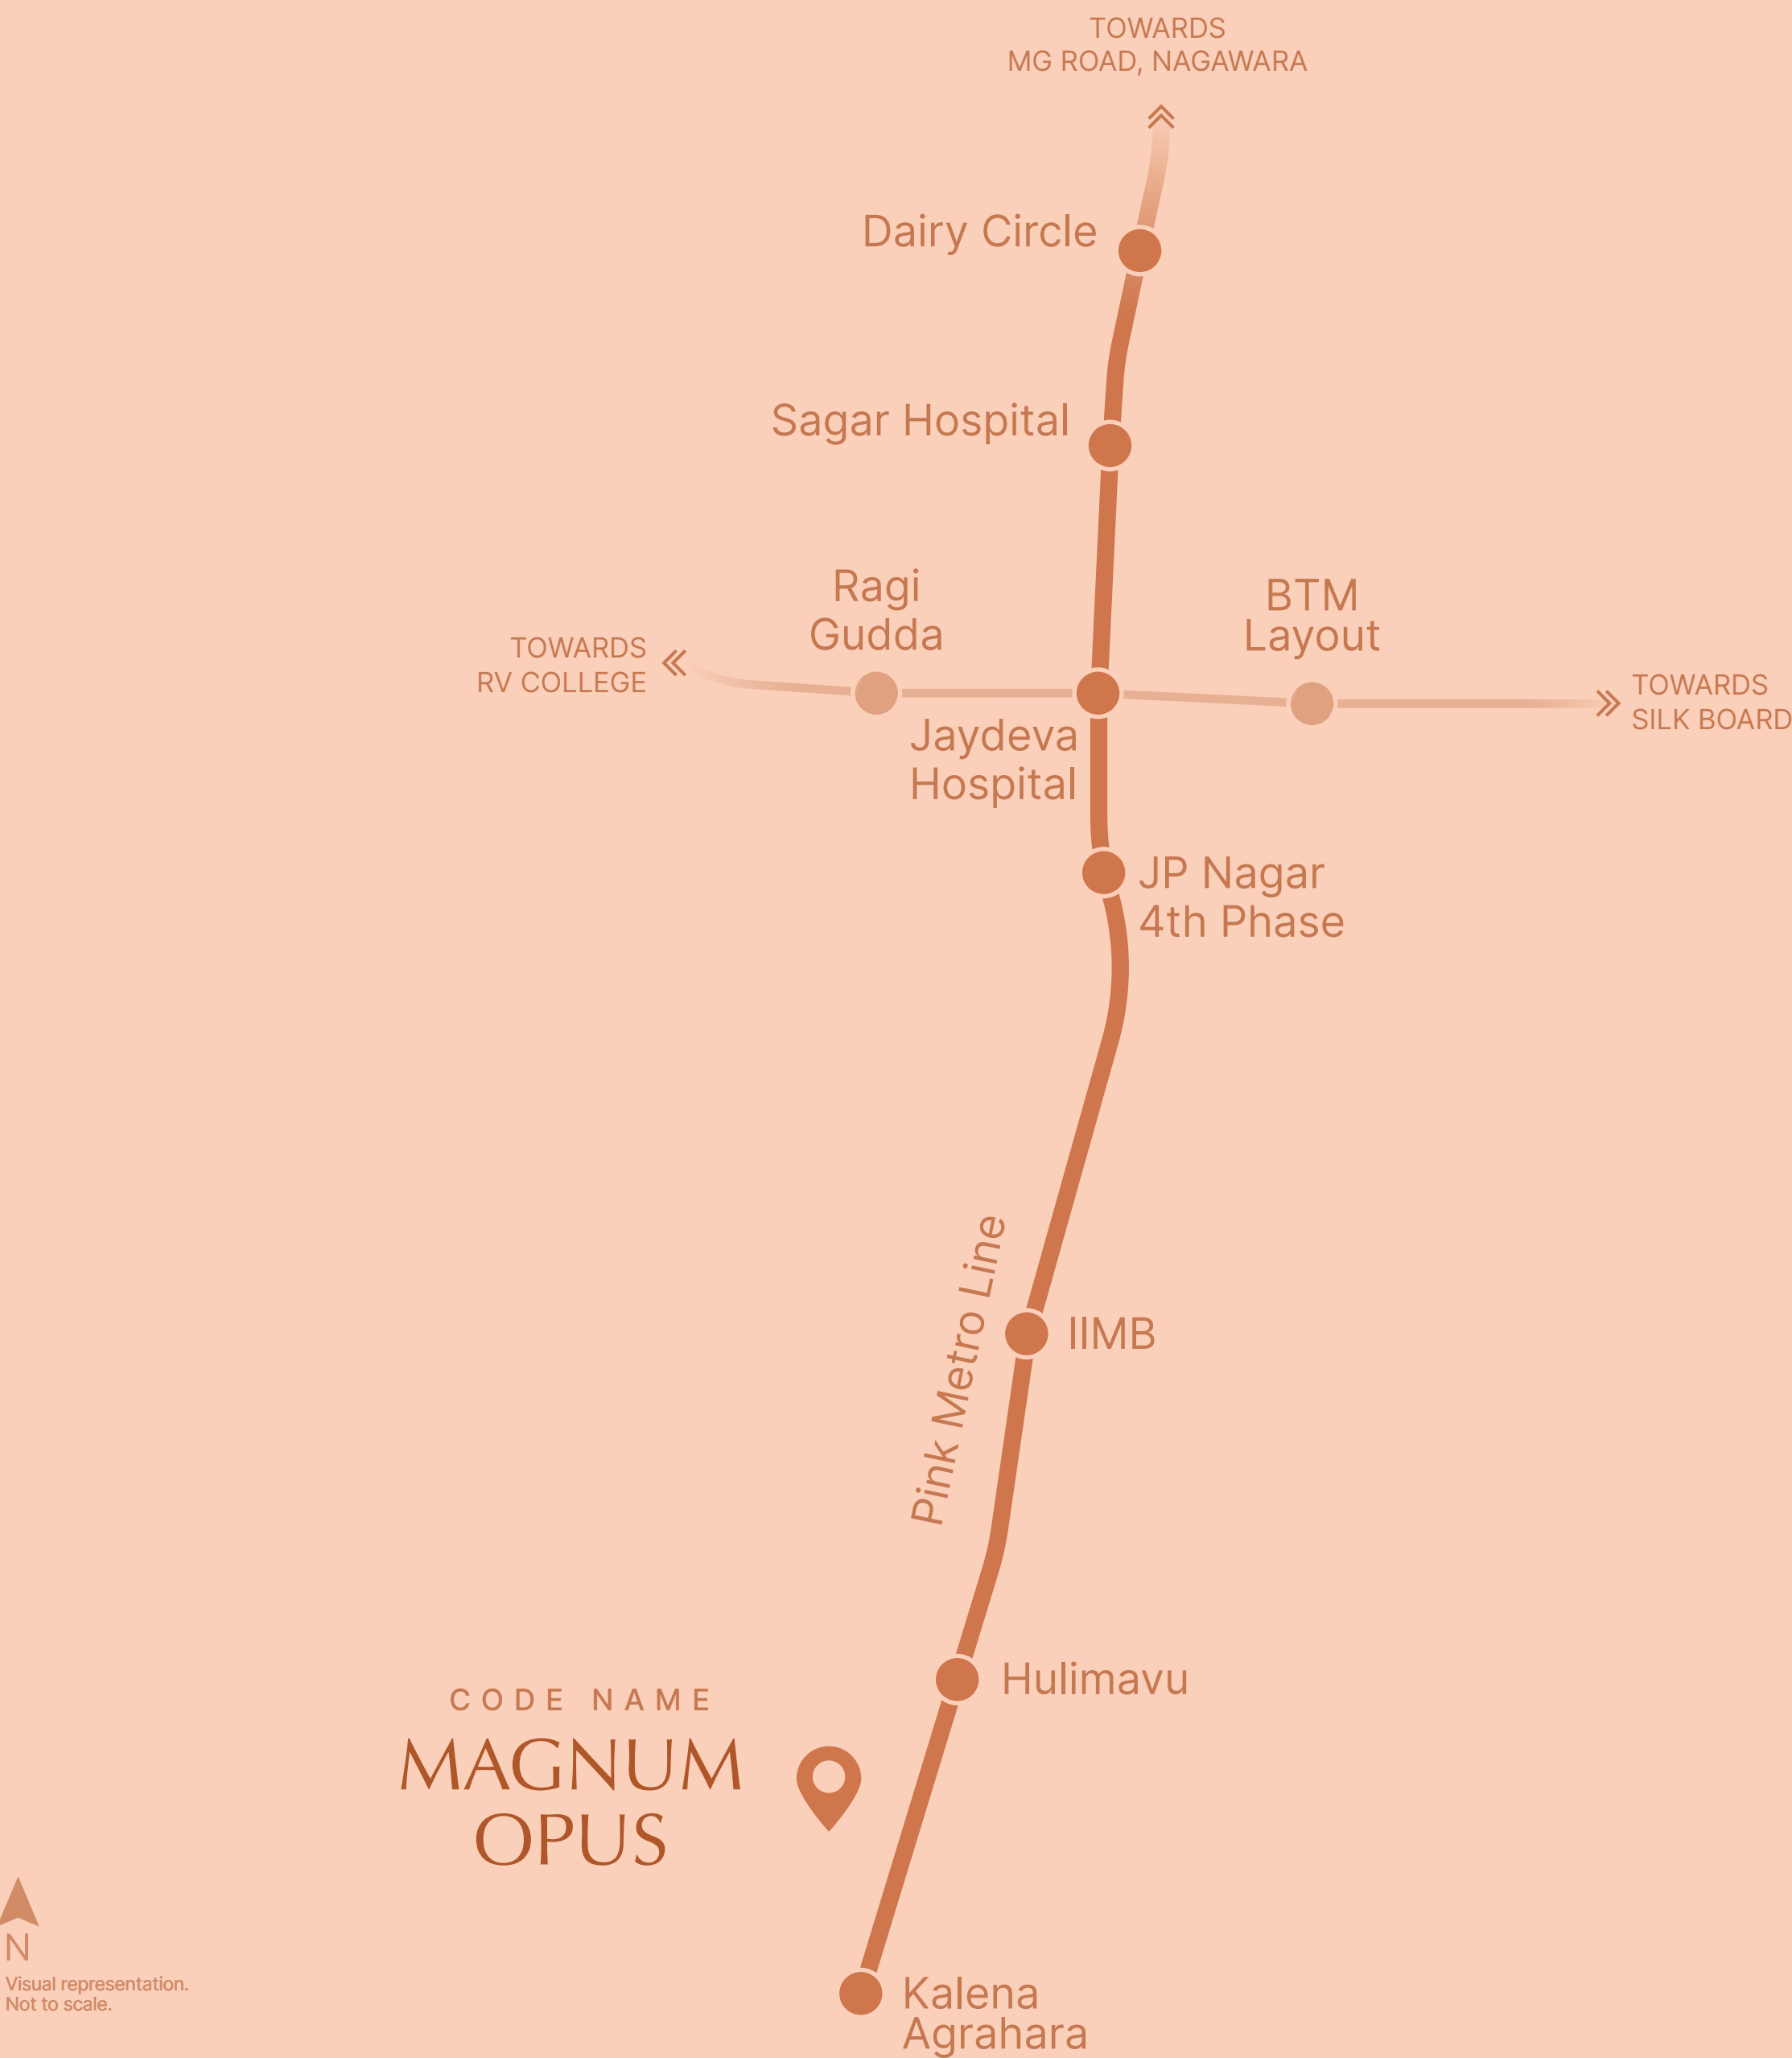 TOWARDS
MG ROAD, NAGAWARA
Dairy Circle
Sagar Hospital
Ragi
Gudda
BTM
Layout
TOWARDS
RV COLLEGE
TOWARDS
SILK BOARD
Jaydeva
Hospital
JP Nagar
4th Phase
Pink Metro Line
IIMB
Hulimavu
CODE NAME
MAGNUM
OPUS
N
Visual representation.
Not to scale.
Kalena
Agrahara